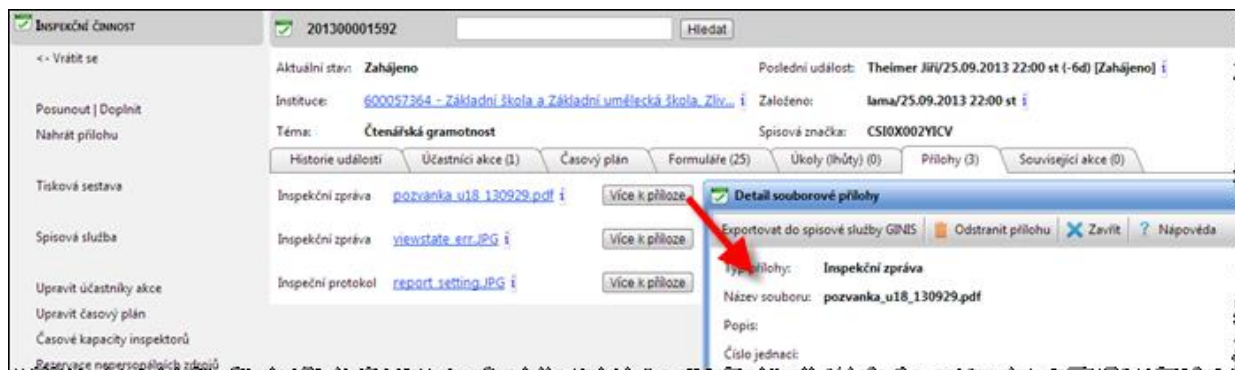 INSPEKČNÍ ČINNOST
201300001592 Hledat
<- Vrátit se
Posunout | Doplnit
Nahrát přílohu
Tisková sestava
Spisová služba
Upravit účastníky akce
Upravit časový plán
Časové kapacity inspektorů
Rezervace nepersonálních zdrojů
Aktuální stav: Zahájeno Poslední událost: Theimer Jiří/25.09.2013 22:00 st (-6d) [Zahájeno] i
Instituce: 600057364 - Základní škola a Základní umělecká škola, Zliv... i Založeno: lama/25.09.2013 22:00 st i
Téma: Čtenářská gramotnost Spisová značka: CSI0X002YICV
Historie událostí Účastníci akce (1) Časový plán Formuláře (25) Úkoly (lhůty) (0) Přílohy (3) Související akce (0)
Inspekční zpráva pozvanka_u18_130929.pdf i Více k příloze
Inspekční zpráva viewstate_err.JPG i Více k příloze
Inspeční protokol report_setting.JPG i Více k příloze
Detail souborové přílohy
Exportovat do spisové služby GINIS Odstranit přílohu Zavřít ? Nápověda
Typ přílohy: Inspekční zpráva
Název souboru: pozvanka_u18_130929.pdf
Popis:
Číslo jednací: